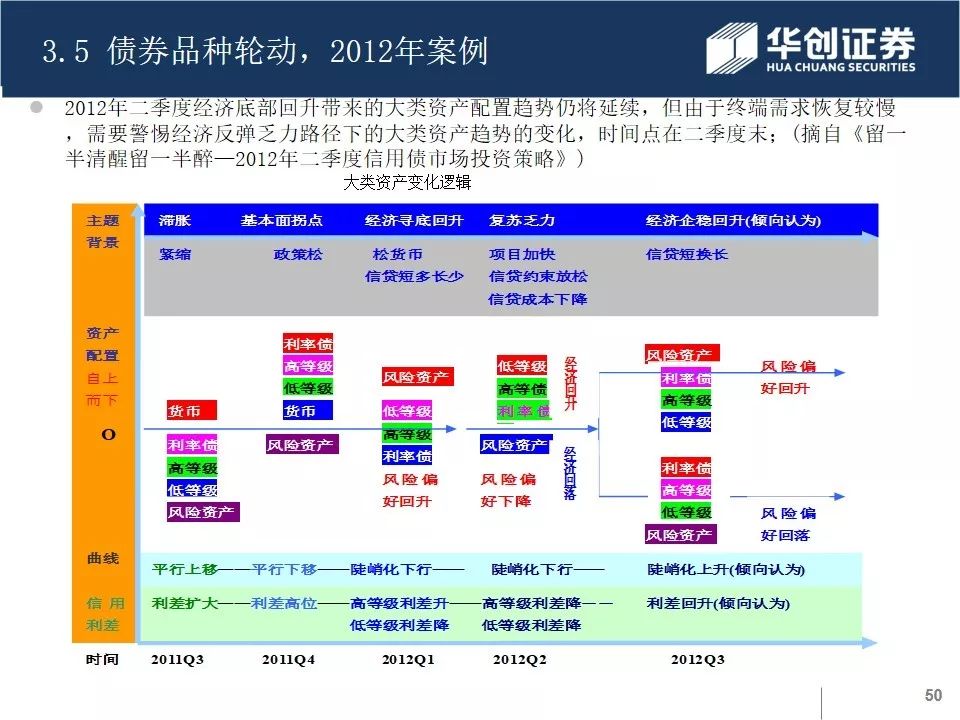 3.5 债券品种轮动，2012年案例
华创证券
HUA CHUANG SECURITIES
2012年二季度经济底部回升带来的大类资产配置趋势仍将延续，但由于终端需求恢复较慢
，需要警惕经济反弹乏力路径下的大类资产趋势的变化，时间点在二季度末；(摘自《留一
半清醒留一半醉—2012年二季度信用债市场投资策略》)
大类资产变化逻辑
主题
背景
滞胀
基本面拐点
经济寻底回升
复苏乏力
经济企稳回升(倾向认为)
紧缩
政策松
松货币
信贷短多长少
项目加快
信贷约束放松
信贷成本下降
信贷短换长
资产
配置
自上
而下
O
货币
利率债
高等级
低等级
风险资产
利率债
高等级
低等级
货币
风险资产
风险资产
低等级
高等级
利率债
风险偏
好回升
低等级
高等债
利率债
风险资产
风险偏
好下降
经济回升
经济回落
风险资产
利率债
高等级
低等级
风险偏
好回升
利率债
高等级
低等级
风险资产
风险偏
好回落
曲线
平行上移——平行下移——陡峭化下行—— 陡峭化下行—— 陡峭化上升(倾向认为)
信用
利差
利差扩大——利差高位——高等级利差升——高等级利差降—— 利差回升(倾向认为)
低等级利差降 低等级利差降
时间 2011Q3 2011Q4 2012Q1 2012Q2 2012Q3
50